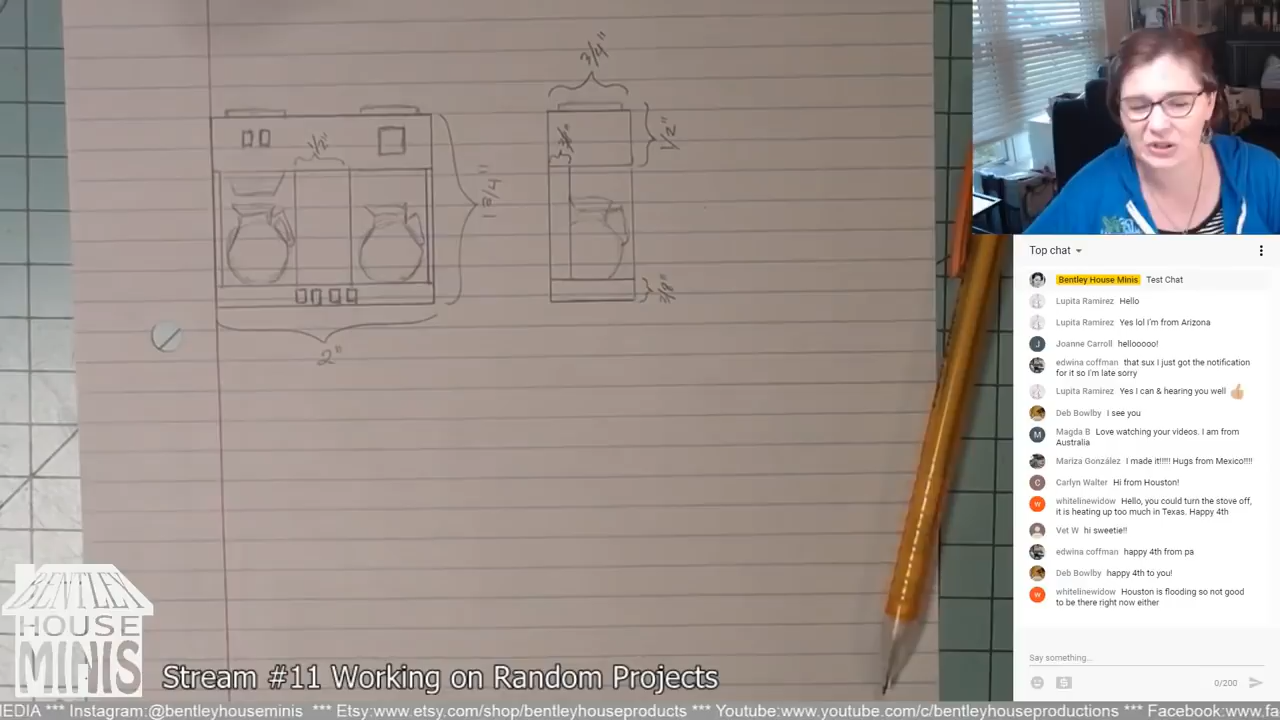 3/4"
1/2"
1/2"
1 3/4"
3/8"
2"
Top chat
Bentley House Minis Test Chat
Lupita Ramirez Hello
Lupita Ramirez Yes lol I'm from Arizona
Joanne Carroll hellooooo!
edwina coffman that sux I just got the notification
for it so I'm late sorry
Lupita Ramirez Yes I can & hearing you well
Deb Bowlby I see you
M Magda B Love watching your videos. I am from
Australia
Mariza González I made it!!!!! Hugs from Mexico!!!!
C Carlyn Walter Hi from Houston!
w whitelinewidow Hello, you could turn the stove off,
it is heating up too much in Texas. Happy 4th
Vet W hi sweetie!!
edwina coffman happy 4th from pa
Deb Bowlby happy 4th to you!
w whitelinewidow Houston is flooding so not good
to be there right now either
Say something...
0/200
BENTLEY
HOUSE
MINIS
Stream #11 Working on Random Projects
MEDIA *** Instagram:@bentleyhouseminis *** Etsy:www.etsy.com/shop/bentleyhouseproducts *** Youtube:www.youtube.com/c/bentleyhouseproductions *** Facebook:www.fa